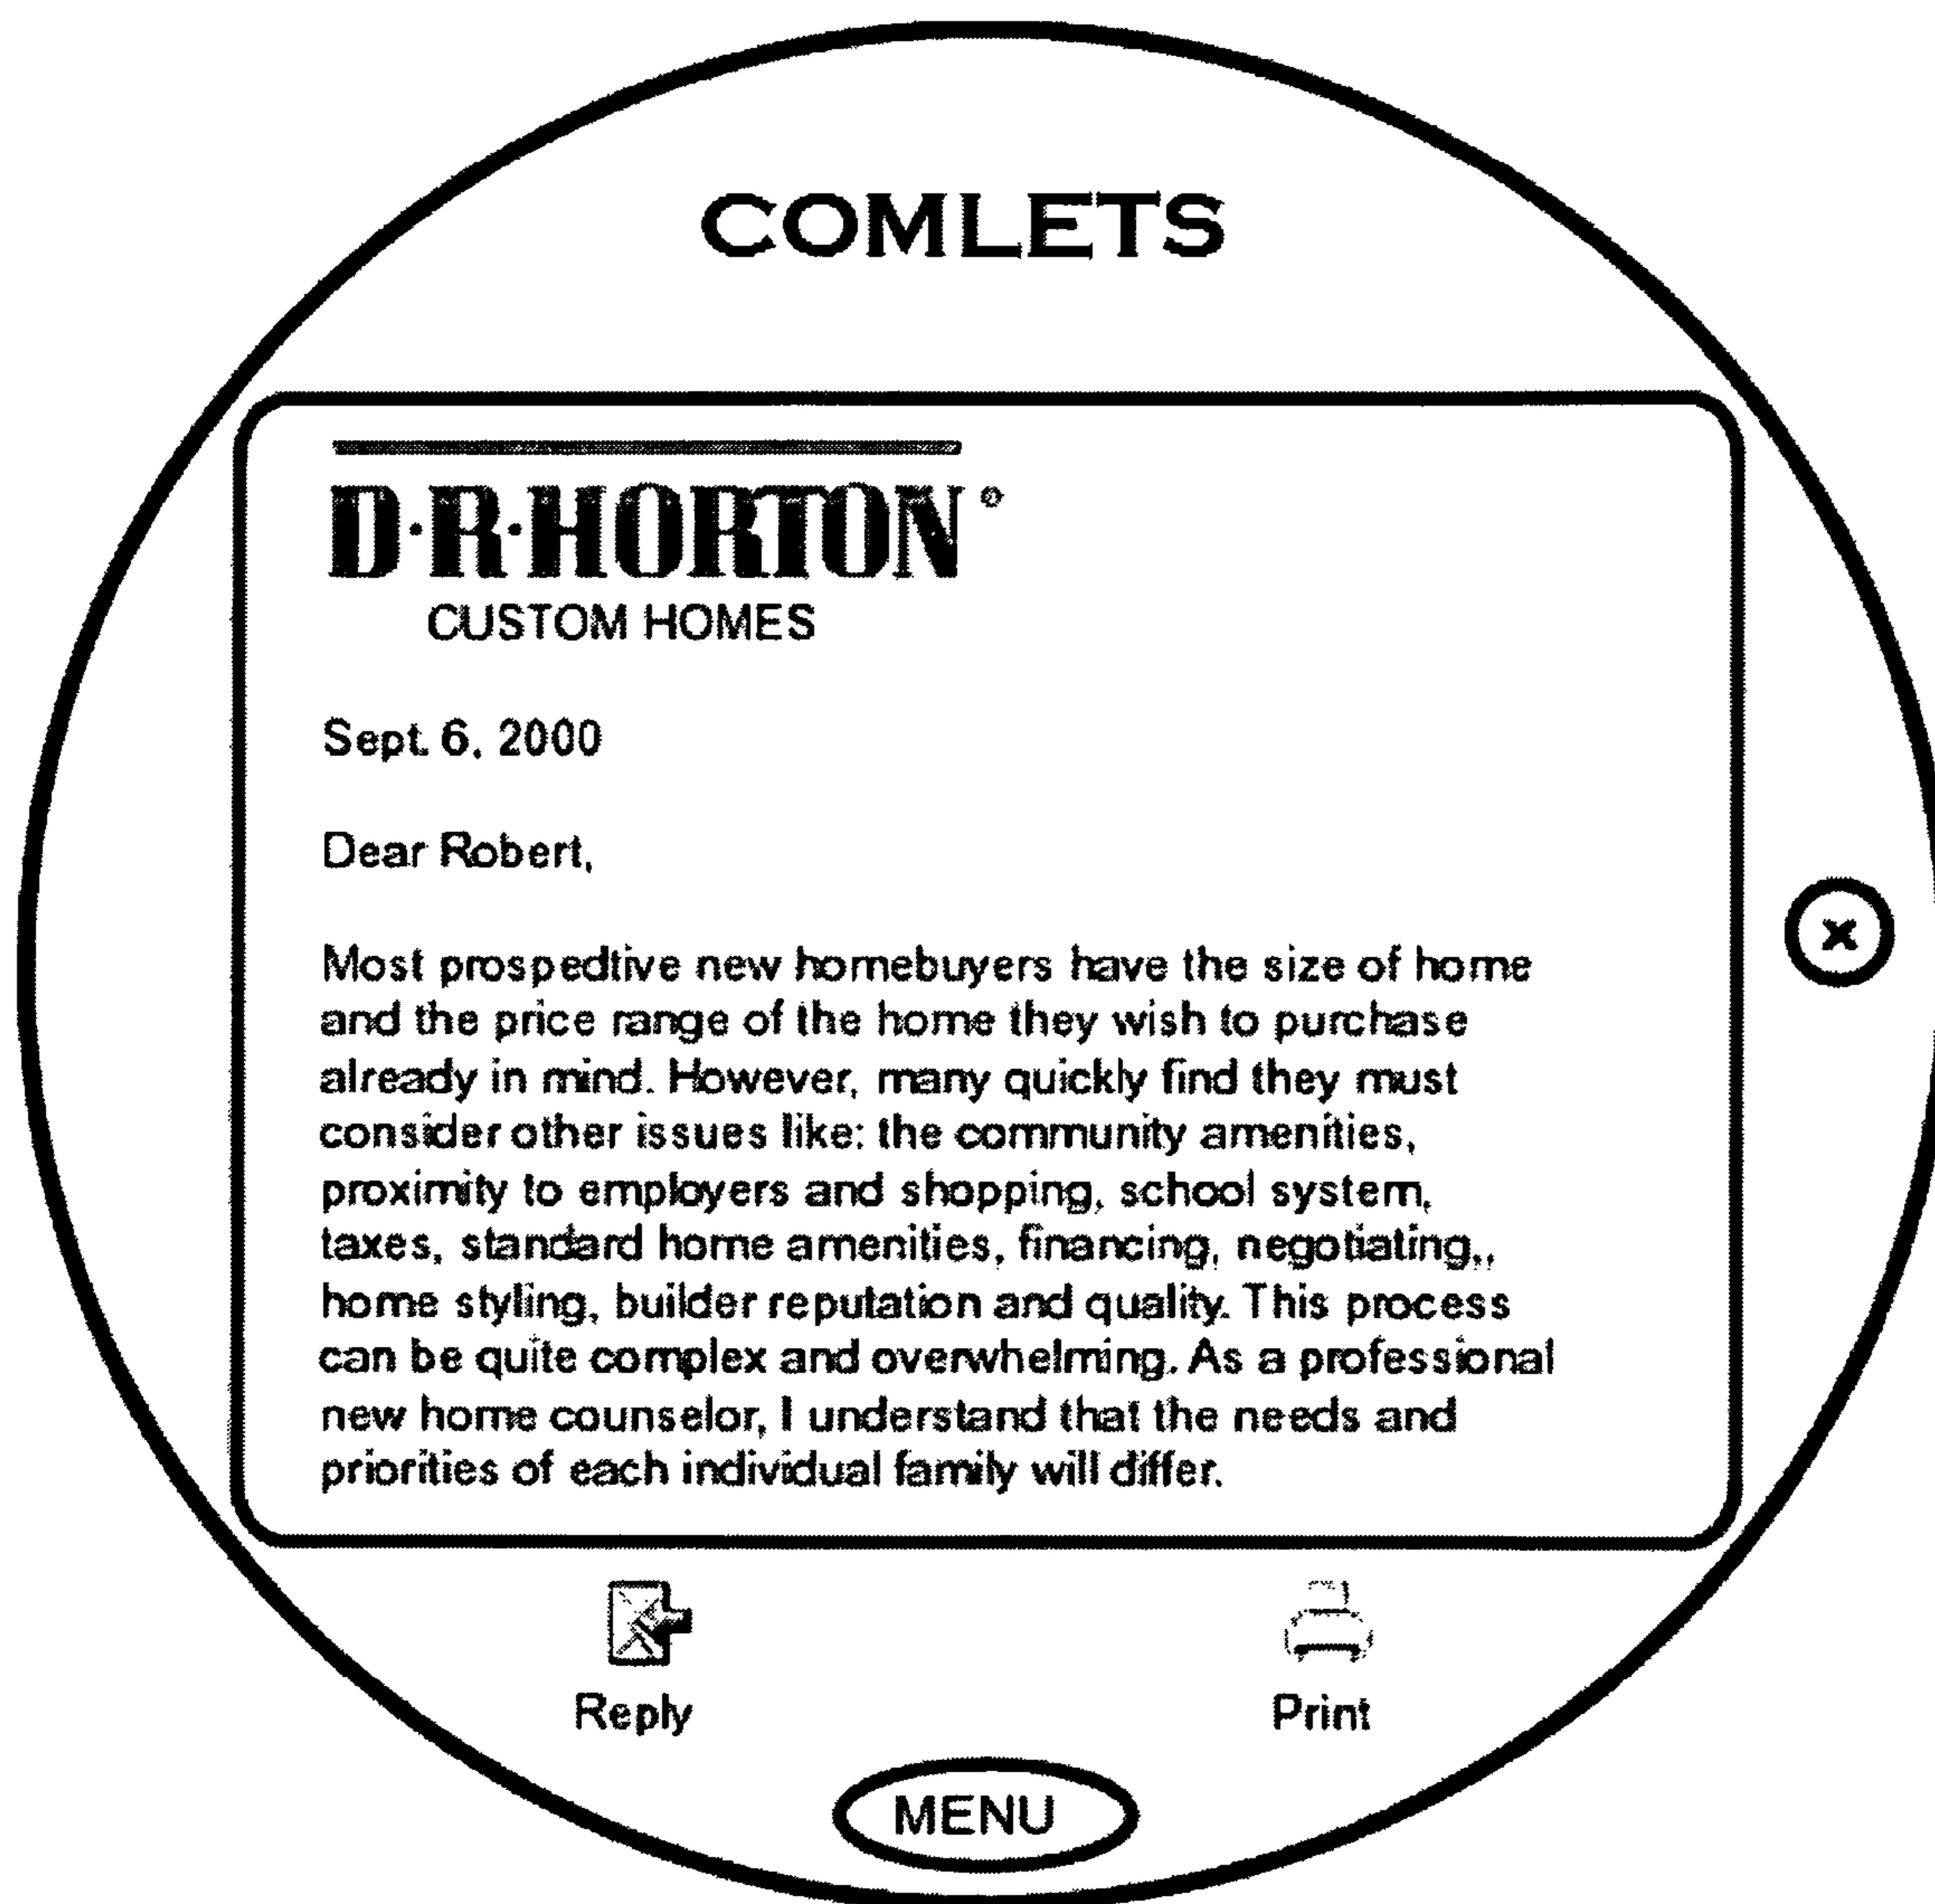 COMLETS
D·R·HORTON®
CUSTOM HOMES
Sept. 6, 2000
Dear Robert,
Most prospedtive new homebuyers have the size of home
and the price range of the home they wish to purchase
already in mind. However, many quickly find they must
consider other issues like: the community amenities,
proximity to employers and shopping, school system,
taxes, standard home amenities, financing, negotiating,,
home styling, builder reputation and quality. This process
can be quite complex and overwhelming. As a professional
new home counselor, I understand that the needs and
priorities of each individual family will differ.
Reply
Print
MENU